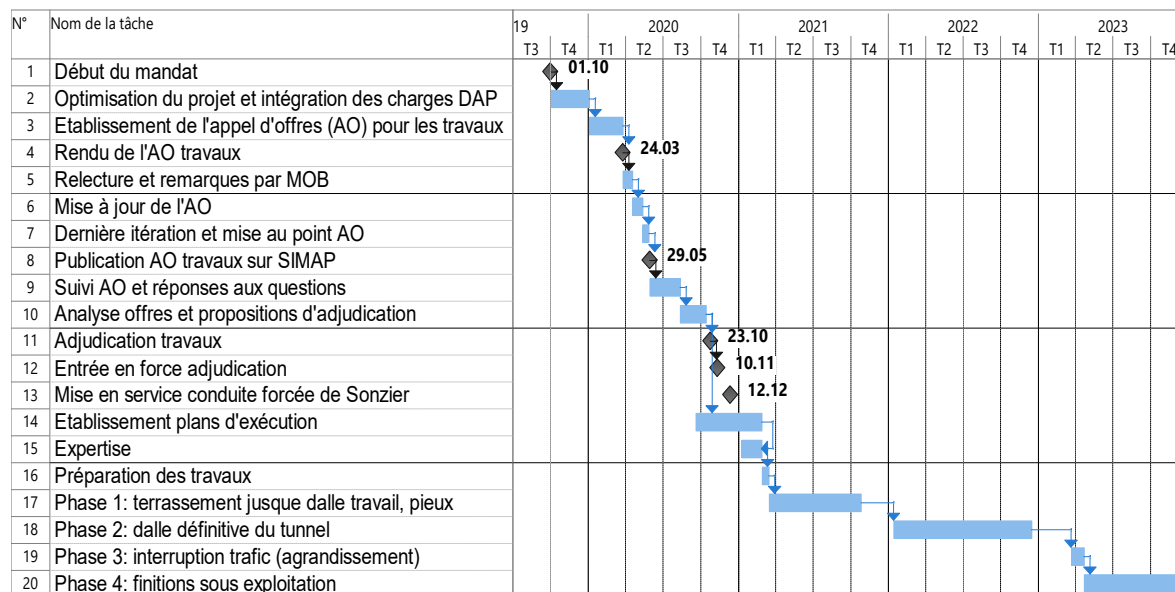 N° Nom de la tâche 19 2020 2021 2022 2023
T3 T4 T1 T2 T3 T4 T1 T2 T3 T4 T1 T2 T3 T4 T1 T2 T3 T4
1 Début du mandat 01.10
2 Optimisation du projet et intégration des charges DAP
3 Etablissement de l'appel d'offres (AO) pour les travaux
4 Rendu de l'AO travaux 24.03
5 Relecture et remarques par MOB
6 Mise à jour de l'AO
7 Dernière itération et mise au point AO
8 Publication AO travaux sur SIMAP 29.05
9 Suivi AO et réponses aux questions
10 Analyse offres et propositions d'adjudication
11 Adjudication travaux 23.10
12 Entrée en force adjudication 10.11
13 Mise en service conduite forcée de Sonzier 12.12
14 Etablissement plans d'exécution
15 Expertise
16 Préparation des travaux
17 Phase 1: terrassement jusque dalle travail, pieux
18 Phase 2: dalle définitive du tunnel
19 Phase 3: interruption trafic (agrandissement)
20 Phase 4: finitions sous exploitation